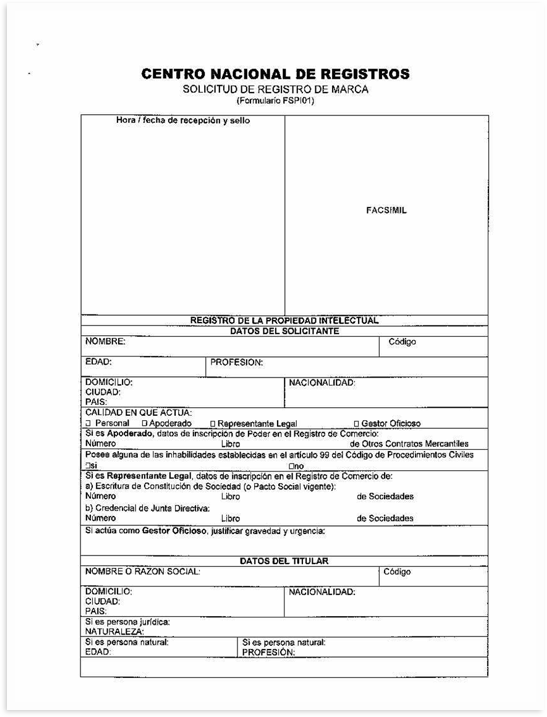 CENTRO NACIONAL DE REGISTROS
SOLICITUD DE REGISTRO DE MARCA
(Formulario FSPI01)
Hora / fecha de recepción y sello
FACSIMIL
REGISTRO DE LA PROPIEDAD INTELECTUAL
DATOS DEL SOLICITANTE
NOMBRE: Código
EDAD: PROFESION:
DOMICILIO: NACIONALIDAD:
CIUDAD:
PAIS:
CALIDAD EN QUE ACTUA:
□ Personal □ Apoderado □ Representante Legal □ Gestor Oficioso
Si es Apoderado, datos de inscripción de Poder en el Registro de Comercio:
Número Libro de Otros Contratos Mercantiles
Posee alguna de las inhabilidades establecidas en el artículo 99 del Código de Procedimientos Civiles
□si □no
Si es Representante Legal, datos de inscripción en el Registro de Comercio de:
a) Escritura de Constitución de Sociedad (o Pacto Social vigente):
Número Libro de Sociedades
b) Credencial de Junta Directiva:
Número Libro de Sociedades
Si actúa como Gestor Oficioso, justificar gravedad y urgencia:
DATOS DEL TITULAR
NOMBRE O RAZON SOCIAL: Código
DOMICILIO: NACIONALIDAD:
CIUDAD:
PAIS:
Si es persona jurídica:
NATURALEZA:
Si es persona natural: Si es persona natural:
EDAD: PROFESIÓN: